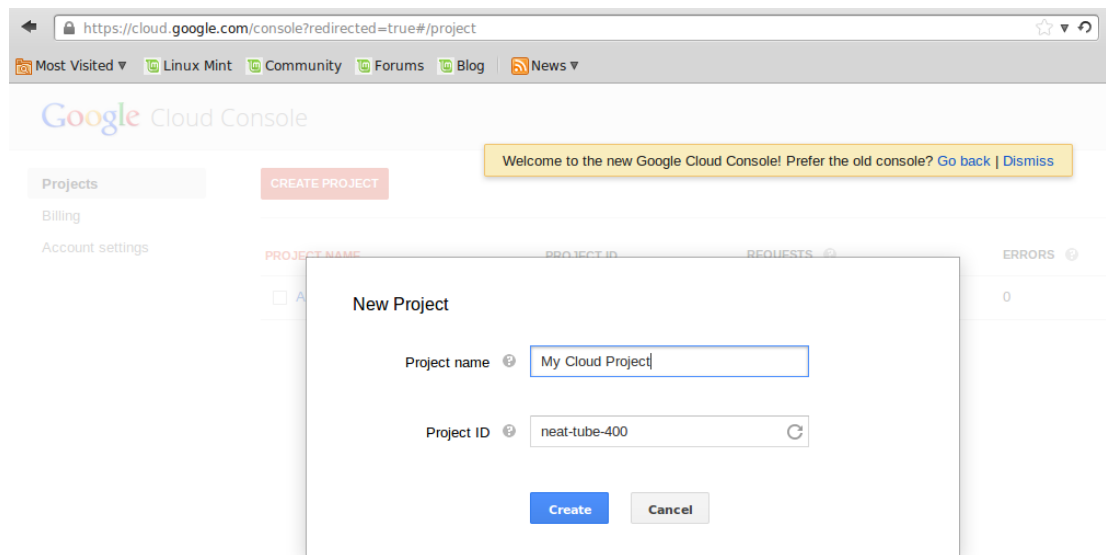 https://cloud.google.com/console?redirected=true#/project
Most Visited Linux Mint Community Forums Blog News
Google Cloud Console
Welcome to the new Google Cloud Console! Prefer the old console? Go back | Dismiss
Projects CREATE PROJECT
Billing
Account settings
PROJECT NAME PROJECT ID REQUESTS ERRORS
A 0
New Project
Project name My Cloud Project
Project ID neat-tube-400
Create Cancel